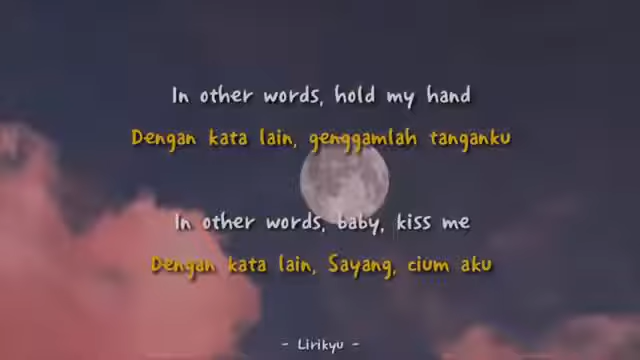 In other words, hold my hand
Dengan kata lain, genggamlah tanganku
In other words, baby, kiss me
Dengan kata lain, Sayang, cium aku
- Lirikyu -